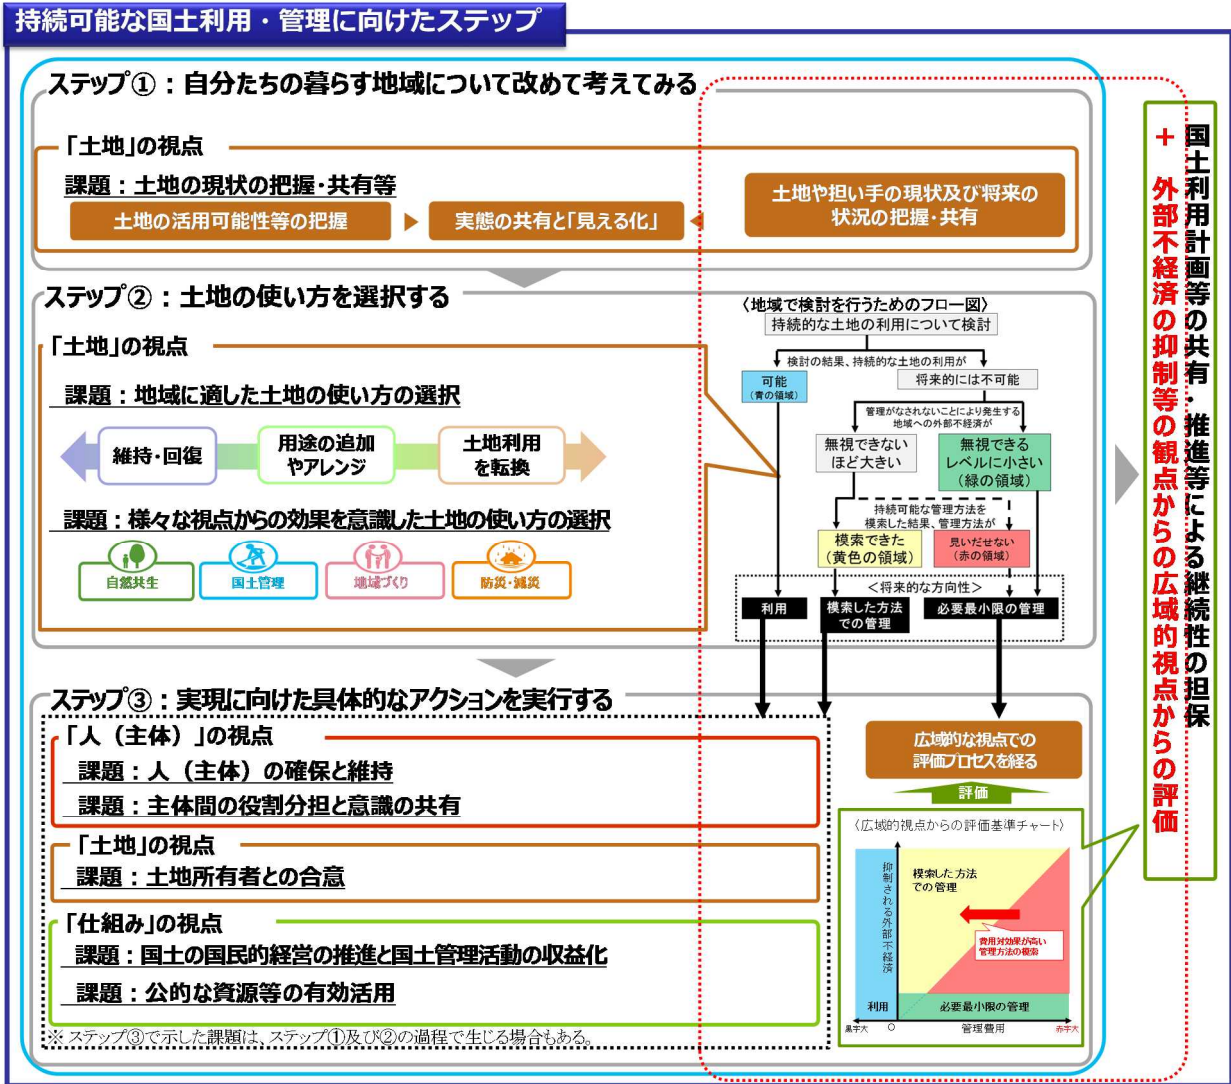 持続可能な国土利用・管理に向けたステップ
ステップ①：自分たちの暮らす地域について改めて考えてみる
「土地」の視点
課題：土地の現状の把握・共有等
土地の活用可能性等の把握
実態の共有と「見える化」
土地や担い手の現状及び将来の
状況の把握・共有
ステップ②：土地の使い方を選択する
「土地」の視点
課題：地域に適した土地の使い方の選択
維持・回復
用途の追加
やアレンジ
土地利用
を転換
課題：様々な視点からの効果を意識した土地の使い方の選択
自然共生
国土管理
地域づくり
防災・減災
〈地域で検討を行うためのフロー図〉
持続的な土地の利用について検討
検討の結果、持続的な土地の利用が
可能
（青の領域）
将来的には不可能
管理がなされないことにより発生する
地域への外部不経済が
無視できない
ほど大きい
無視できる
レベルに小さい
（緑の領域）
持続可能な管理方法を
模索した結果、管理方法が
模索できた
（黄色の領域）
見いだせない
（赤の領域）
＜将来的な方向性＞
利用
模索した方法
での管理
必要最小限の管理
ステップ③：実現に向けた具体的なアクションを実行する
「人（主体）」の視点
課題：人（主体）の確保と維持
課題：主体間の役割分担と意識の共有
「土地」の視点
課題：土地所有者との合意
「仕組み」の視点
課題：国土の国民的経営の推進と国土管理活動の収益化
課題：公的な資源等の有効活用
※ ステップ③で示した課題は、ステップ①及び②の過程で生じる場合もある。
広域的な視点での
評価プロセスを経る
評価
〈広域的視点からの評価基準チャート〉
抑制される外部不経済
模索した方法
での管理
費用対効果が高い
管理方法の模索
利用
必要最小限の管理
黒字大
O
管理費用
赤字大
国土利用計画等の共有・推進等による継続性の担保
＋ 外部不経済の抑制等の観点からの広域的視点からの評価